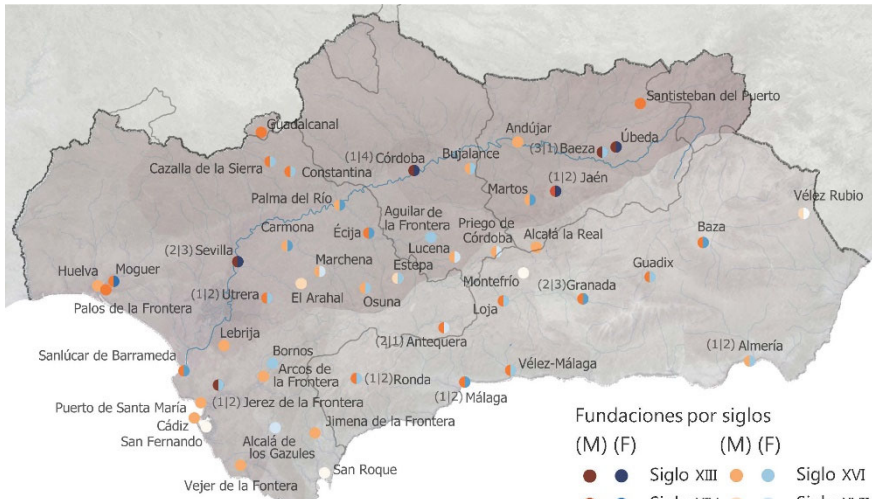 Santisteban del Puerto
Guadalcanal
Andújar
(3|1) Baeza
Úbeda
(1|4) Córdoba
Bujalance
Cazalla de la Sierra
Constantina
(1|2) Jaén
Martos
Palma del Río
Vélez Rubio
Aguilar de
la Frontera
Priego de
Córdoba
Carmona
Écija
Lucena
Alcalá la Real
Baza
(2|3) Sevilla
Marchena
Estepa
Guadix
Huelva
Moguer
Montefrío
(2|3) Granada
Palos de la Frontera
(1|2) Utrera
El Arahal
Osuna
Loja
Lebrija
(2|1) Antequera
(1|2) Almería
Sanlúcar de Barrameda
Bornos
Arcos de
la Frontera
(1|2) Ronda
Vélez-Málaga
(1|2) Málaga
Puerto de Santa María
(1|2) Jerez de la Frontera
Cádiz
San Fernando
Jimena de la Frontera
Alcalá de
los Gazules
San Roque
Vejer de la Fontera
Fundaciones por siglos
(M) (F) (M) (F)
Siglo XIII Siglo XVI